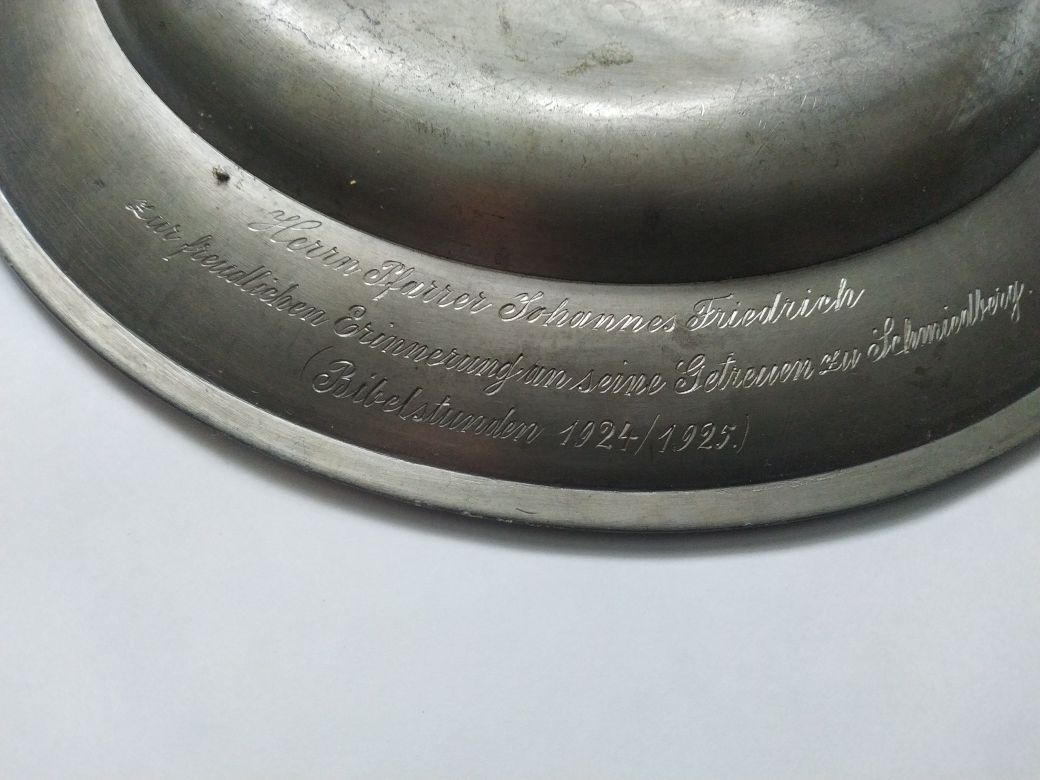 Herrn Pfarrer Johannes Friedrich
zur freudlichen Erinnerung an seine Getreuen zu Schmiedberg.
(Bibelstunden 1924/1925.)